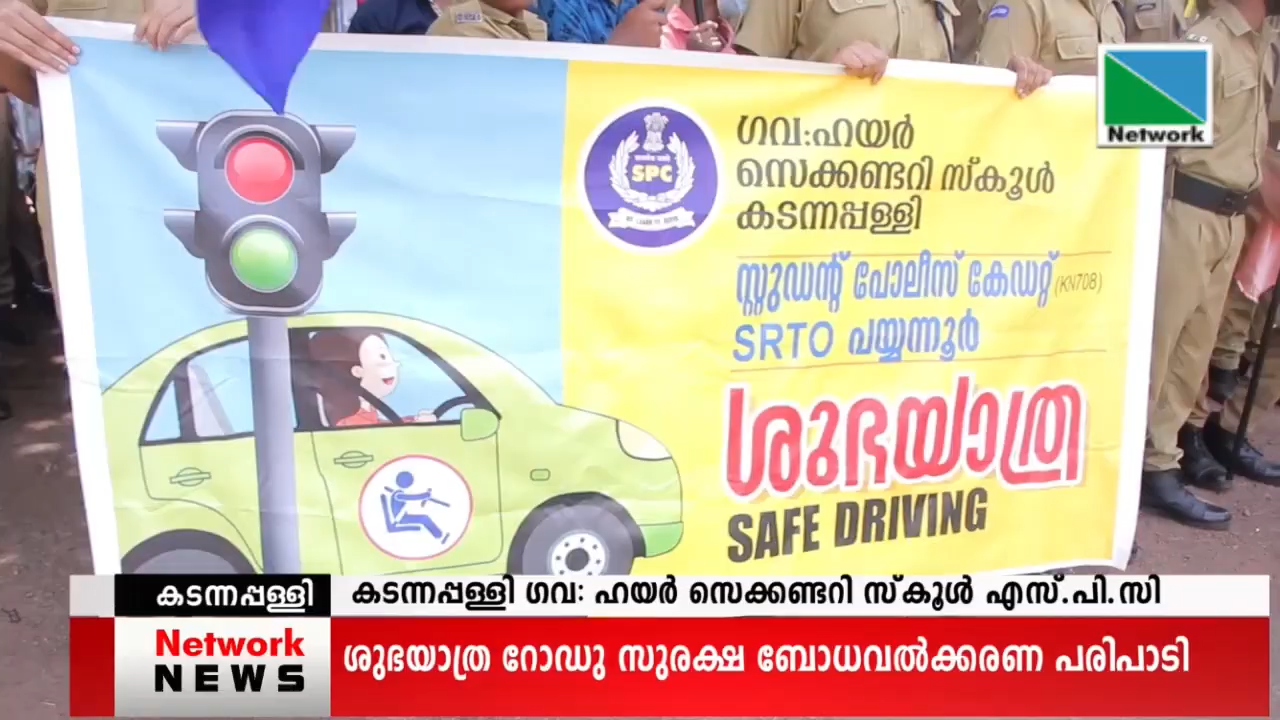 Network
ഗവ:ഹയർ
സെക്കണ്ടറി സ്കൂൾ
കടന്നപ്പള്ളി
SPC
സ്റ്റുഡന്റ് പോലീസ് കേഡറ്റ് (KN708)
SRTO പയ്യന്നൂർ
ശുഭയാത്ര
SAFE DRIVING
കടന്നപ്പള്ളി
കടന്നപ്പള്ളി ഗവ: ഹയർ സെക്കണ്ടറി സ്കൂൾ എസ്.പി.സി
Network
NEWS
ശുഭയാത്ര റോഡു സുരക്ഷ ബോധവൽക്കരണ പരിപാടി